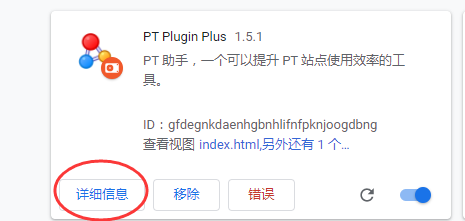 PT Plugin Plus 1.5.1
PT 助手，一个可以提升 PT 站点使用效率的工
具。
ID：gfdegnkdaenhgbnhlifnfpknjoogdbng
查看视图 index.html,另外还有 1 个...
详细信息 移除 错误